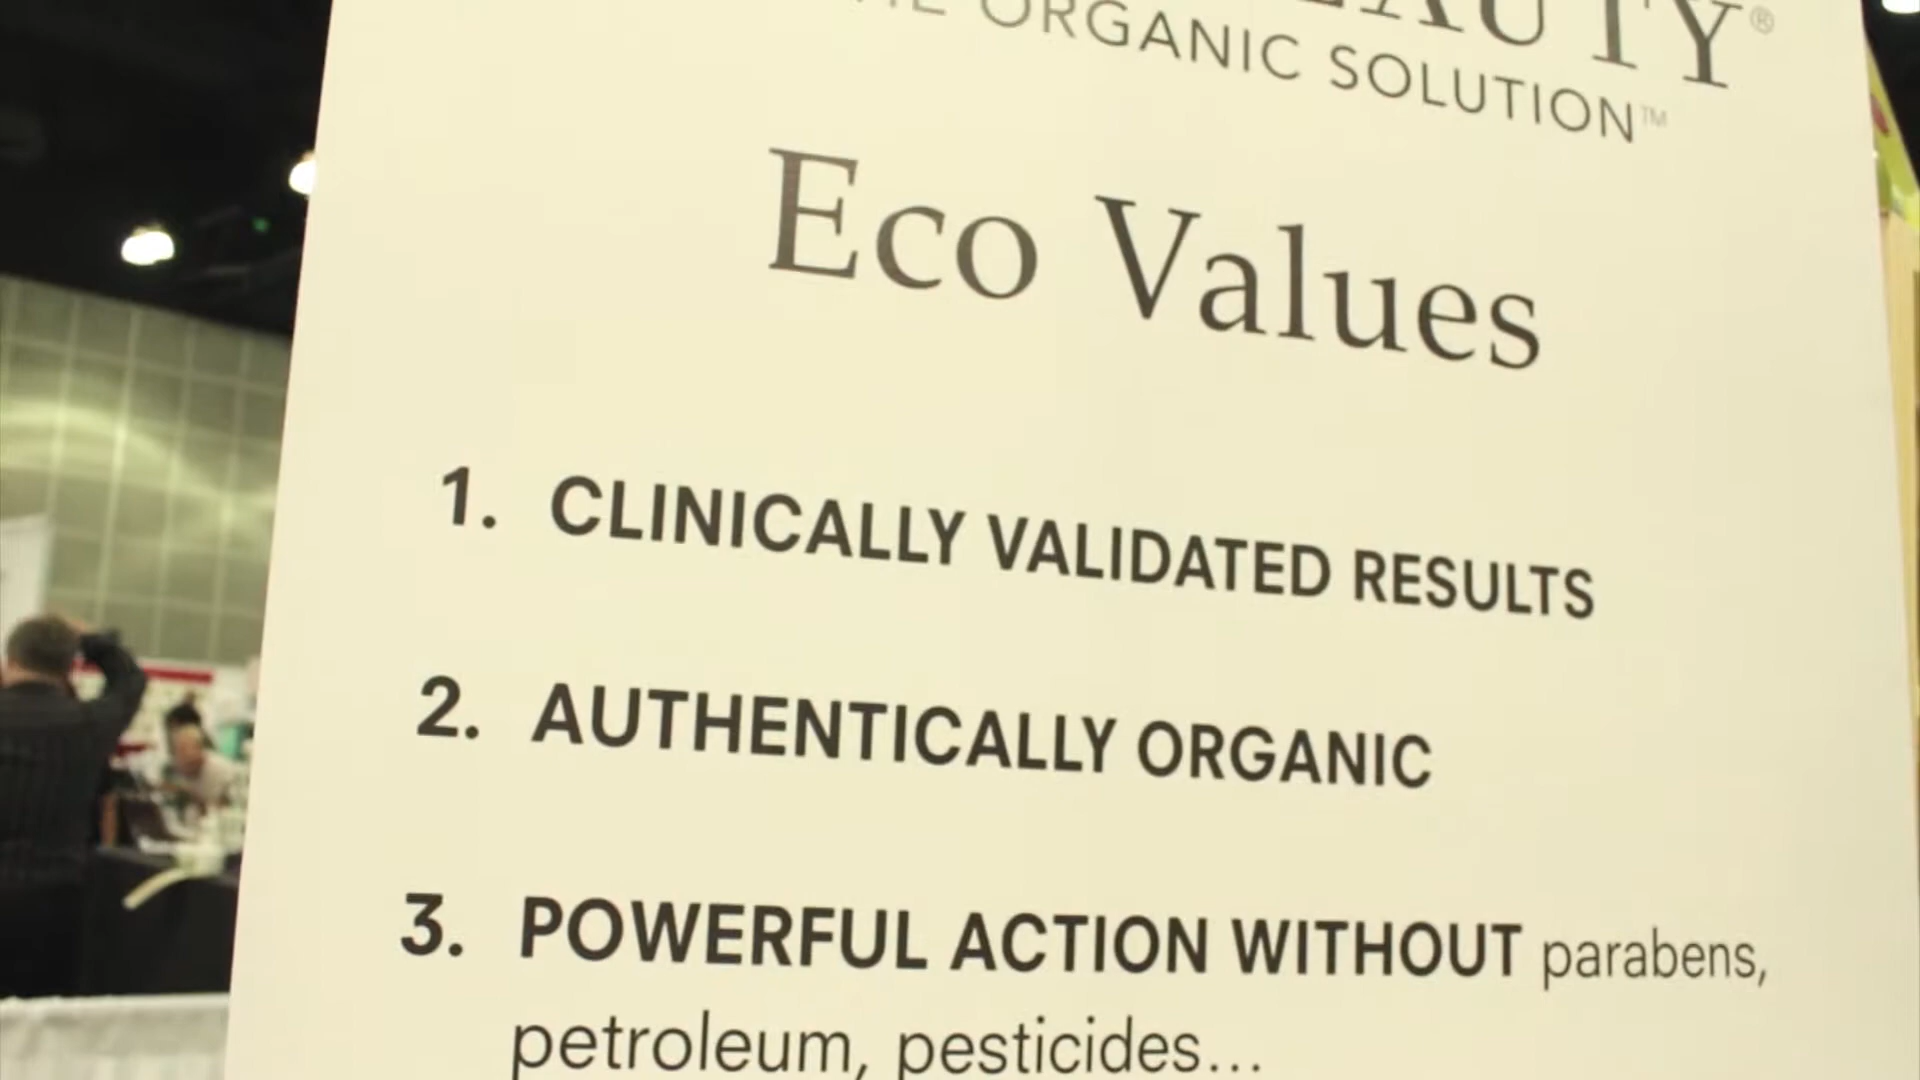 ORGANIC SOLUTION™
Eco Values
1. CLINICALLY VALIDATED RESULTS
2. AUTHENTICALLY ORGANIC
3. POWERFUL ACTION WITHOUT parabens,
petroleum, pesticides...